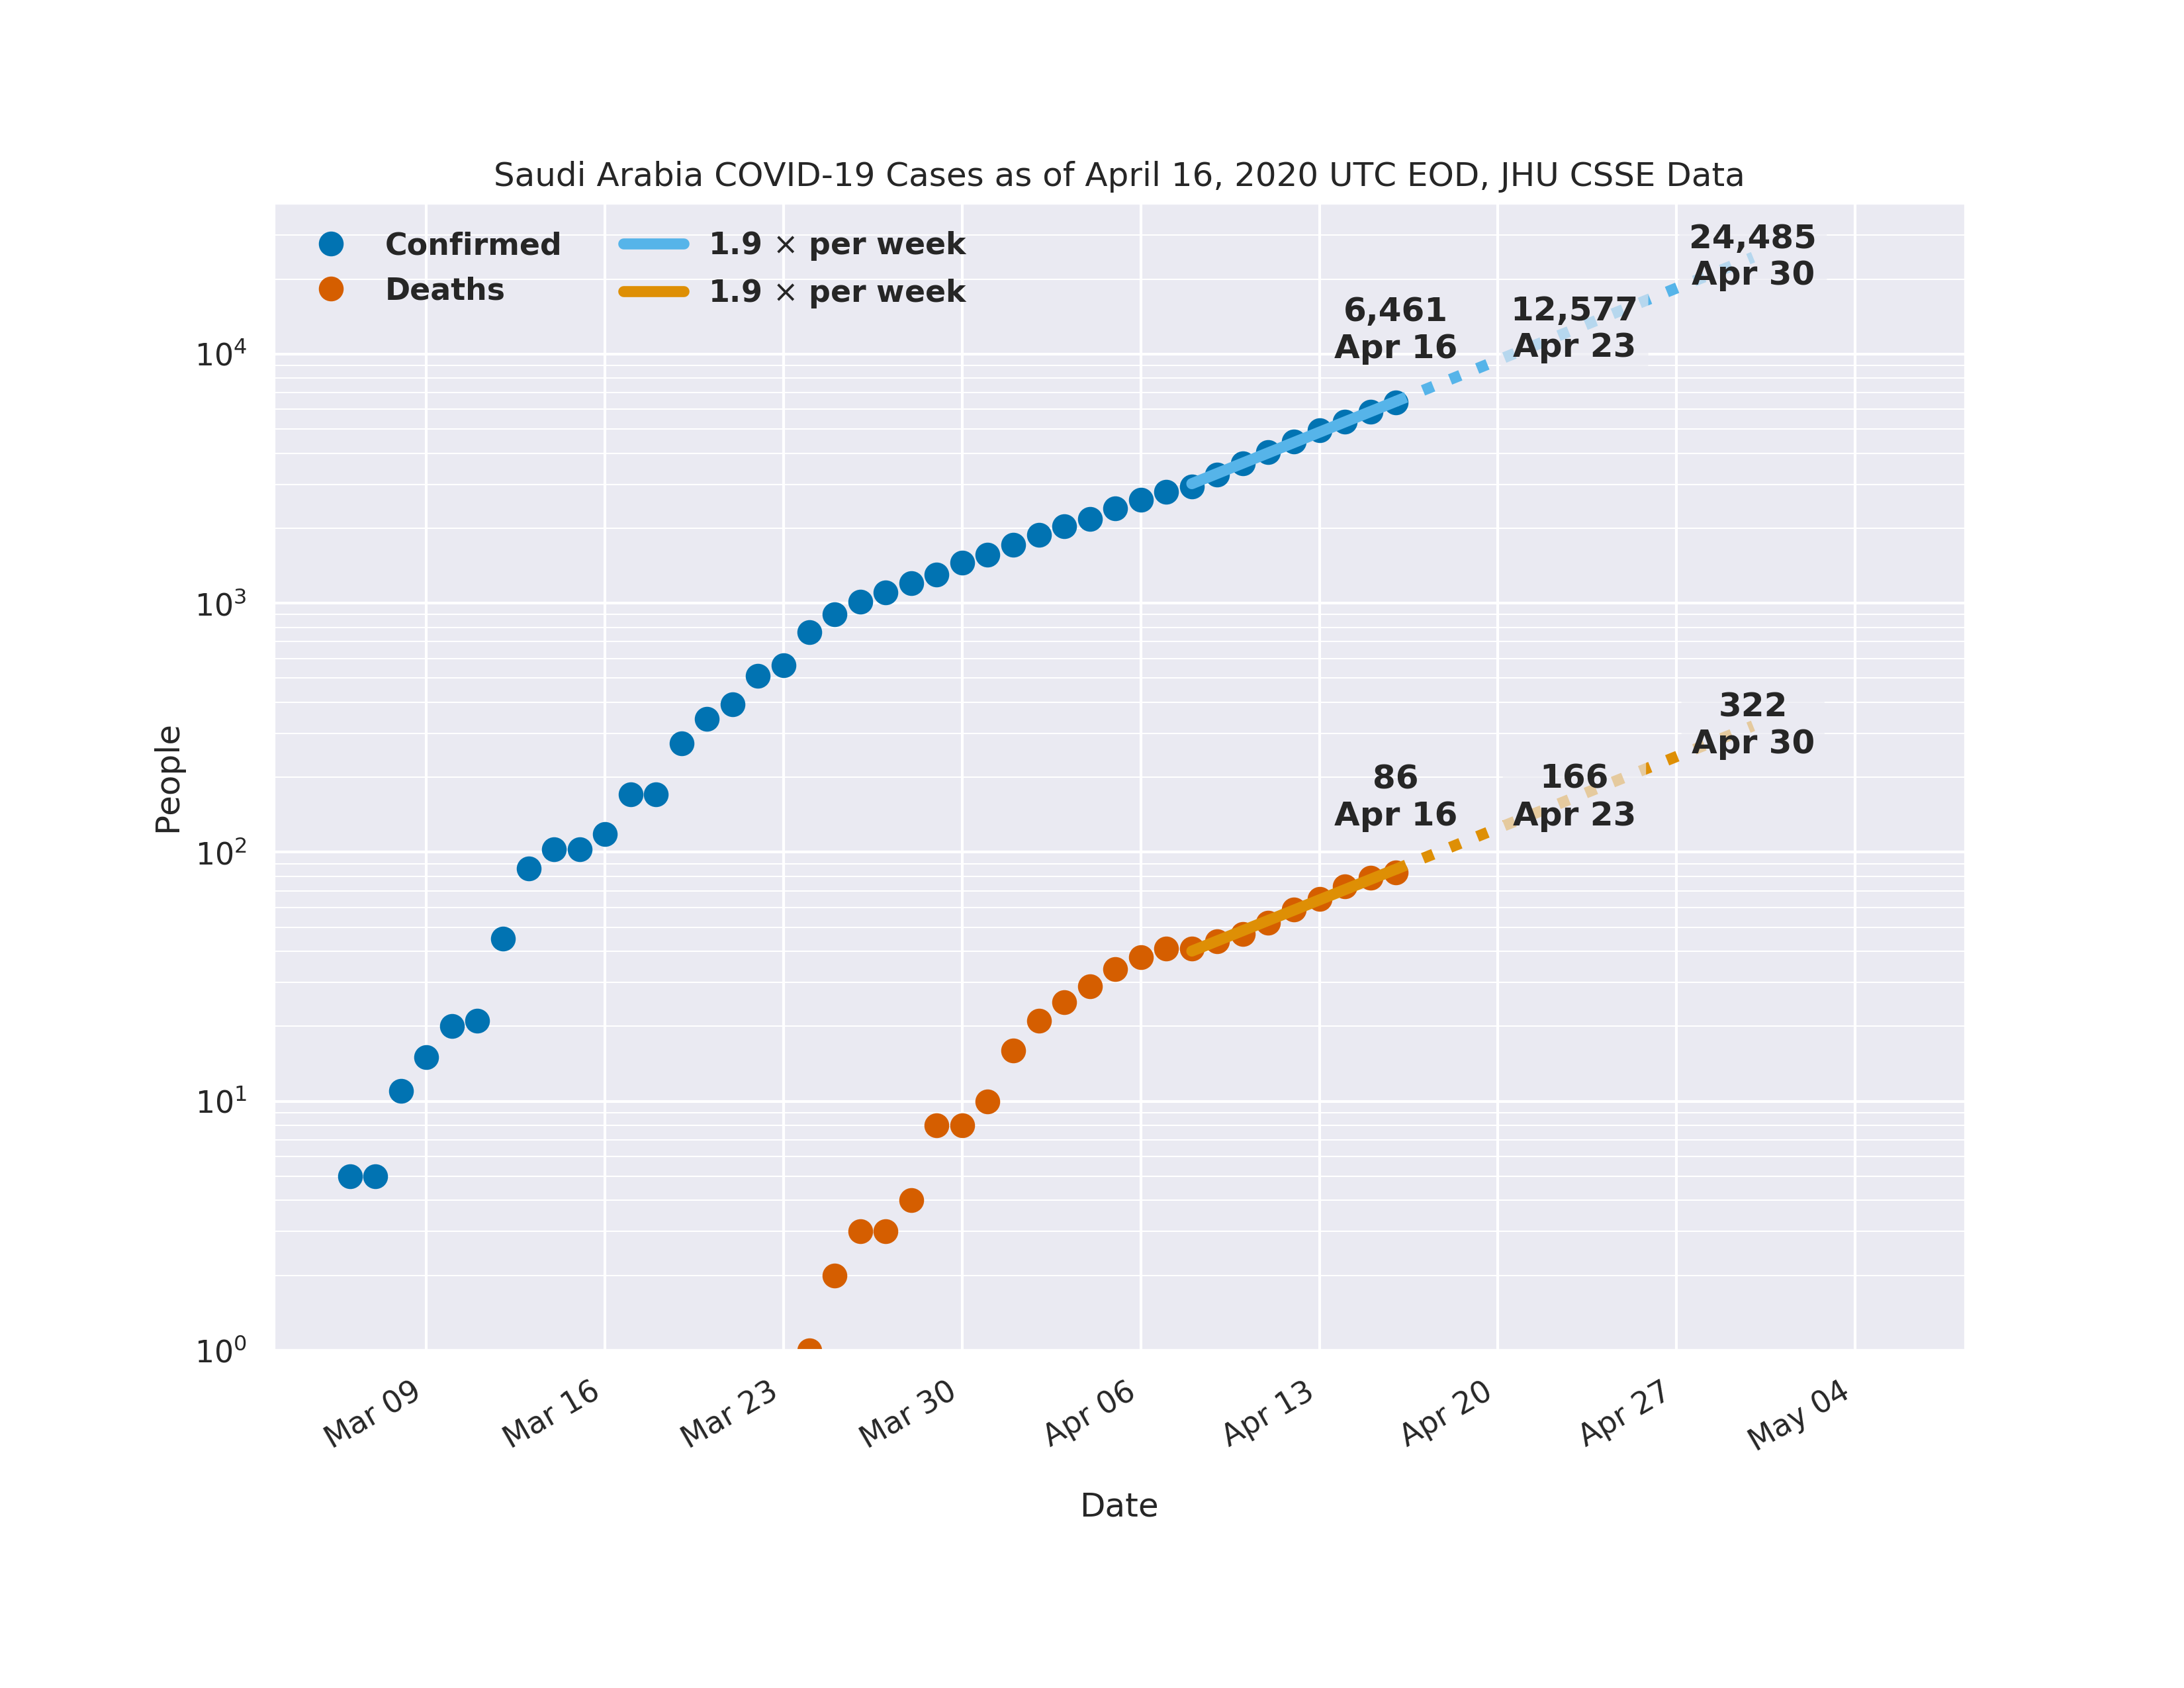 Saudi Arabia COVID-19 Cases as of April 16, 2020 UTC EOD, JHU CSSE Data
Confirmed
Deaths
1.9 × per week
1.9 × per week
24,485
Apr 30
6,461
Apr 16
12,577
Apr 23
322
Apr 30
86
Apr 16
166
Apr 23
People
10⁴
10³
10²
10¹
10⁰
Mar 09
Mar 16
Mar 23
Mar 30
Apr 06
Apr 13
Apr 20
Apr 27
May 04
Date